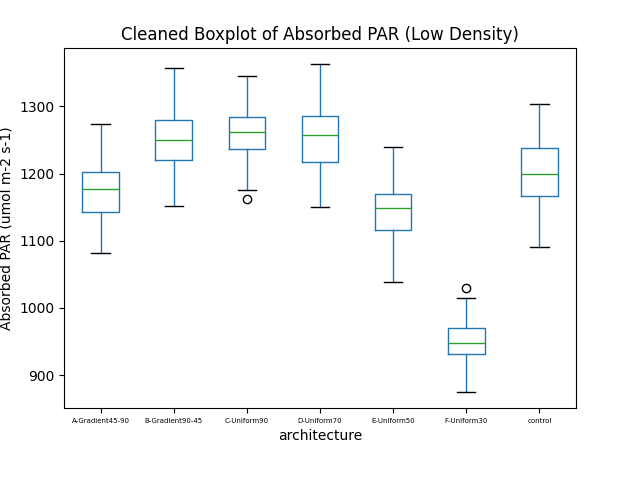 Cleaned Boxplot of Absorbed PAR (Low Density)
Absorbed PAR (umol m-2 s-1)
1300
1200
1100
1000
900
A-Gradient45-90 B-Gradient90-45 C-Uniform90 D-Uniform70 E-Uniform50 F-Uniform30 control
architecture